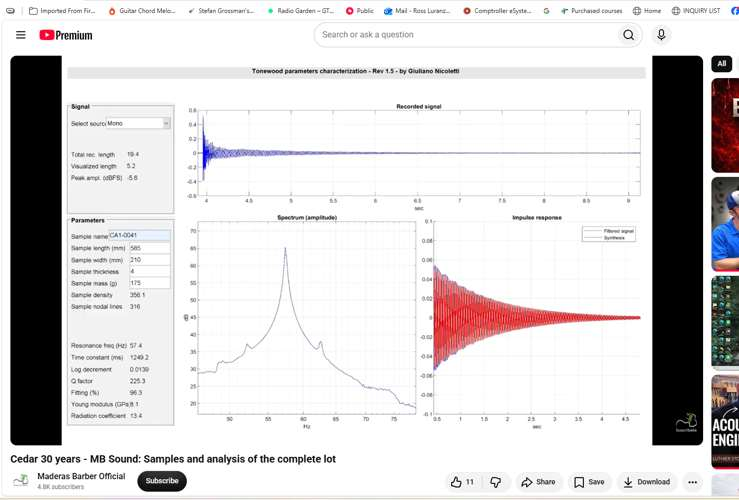 Imported From Fir...
Guitar Chord Melo...
Stefan Grossman's...
Radio Garden – GT...
Public
Mail - Ross Luranz...
Comptroller eSyste...
G
Purchased courses
Home
INQUIRY LIST
Premium
Search or ask a question
All
Tonewood parameters characterization - Rev 1.5 - by Giuliano Nicoletti
Signal
Select source Mono
Total rec. length 19.4
Visualized length 5.2
Peak ampl. (dBFS) -5.6
Recorded signal
0.6
0.4
0.2
0
-0.2
-0.4
-0.6
4 4.5 5 5.5 6 6.5 7 7.5 8 8.5 9
sec
Parameters
Sample name CA1-0041
Sample length (mm) 585
Sample width (mm) 210
Sample thickness 4
Sample mass (g) 175
Sample density 356.1
Sample nodal lines 316
Resonance freq (Hz) 57.4
Time constant (ms) 1249.2
Log decrement 0.0139
Q factor 225.3
Fitting (%) 96.3
Young modulus (GPa) 8.1
Radiation coefficient 13.4
Spectrum (amplitude)
70
65
60
55
50
45
40
35
30
25
20
dB
50 55 60 65 70 75
Hz
Impulse response
Filtered signal
Synthesis
0.1
0.08
0.06
0.04
0.02
0
-0.02
-0.04
-0.06
-0.08
-0.1
0.5 1 1.5 2 2.5 3 3.5 4 4.5
sec
Cedar 30 years - MB Sound: Samples and analysis of the complete lot
Maderas Barber Official
4.8K subscribers
Subscribe
11
Share
Save
Download
ACOU
ENGINE
LUTHIER STO